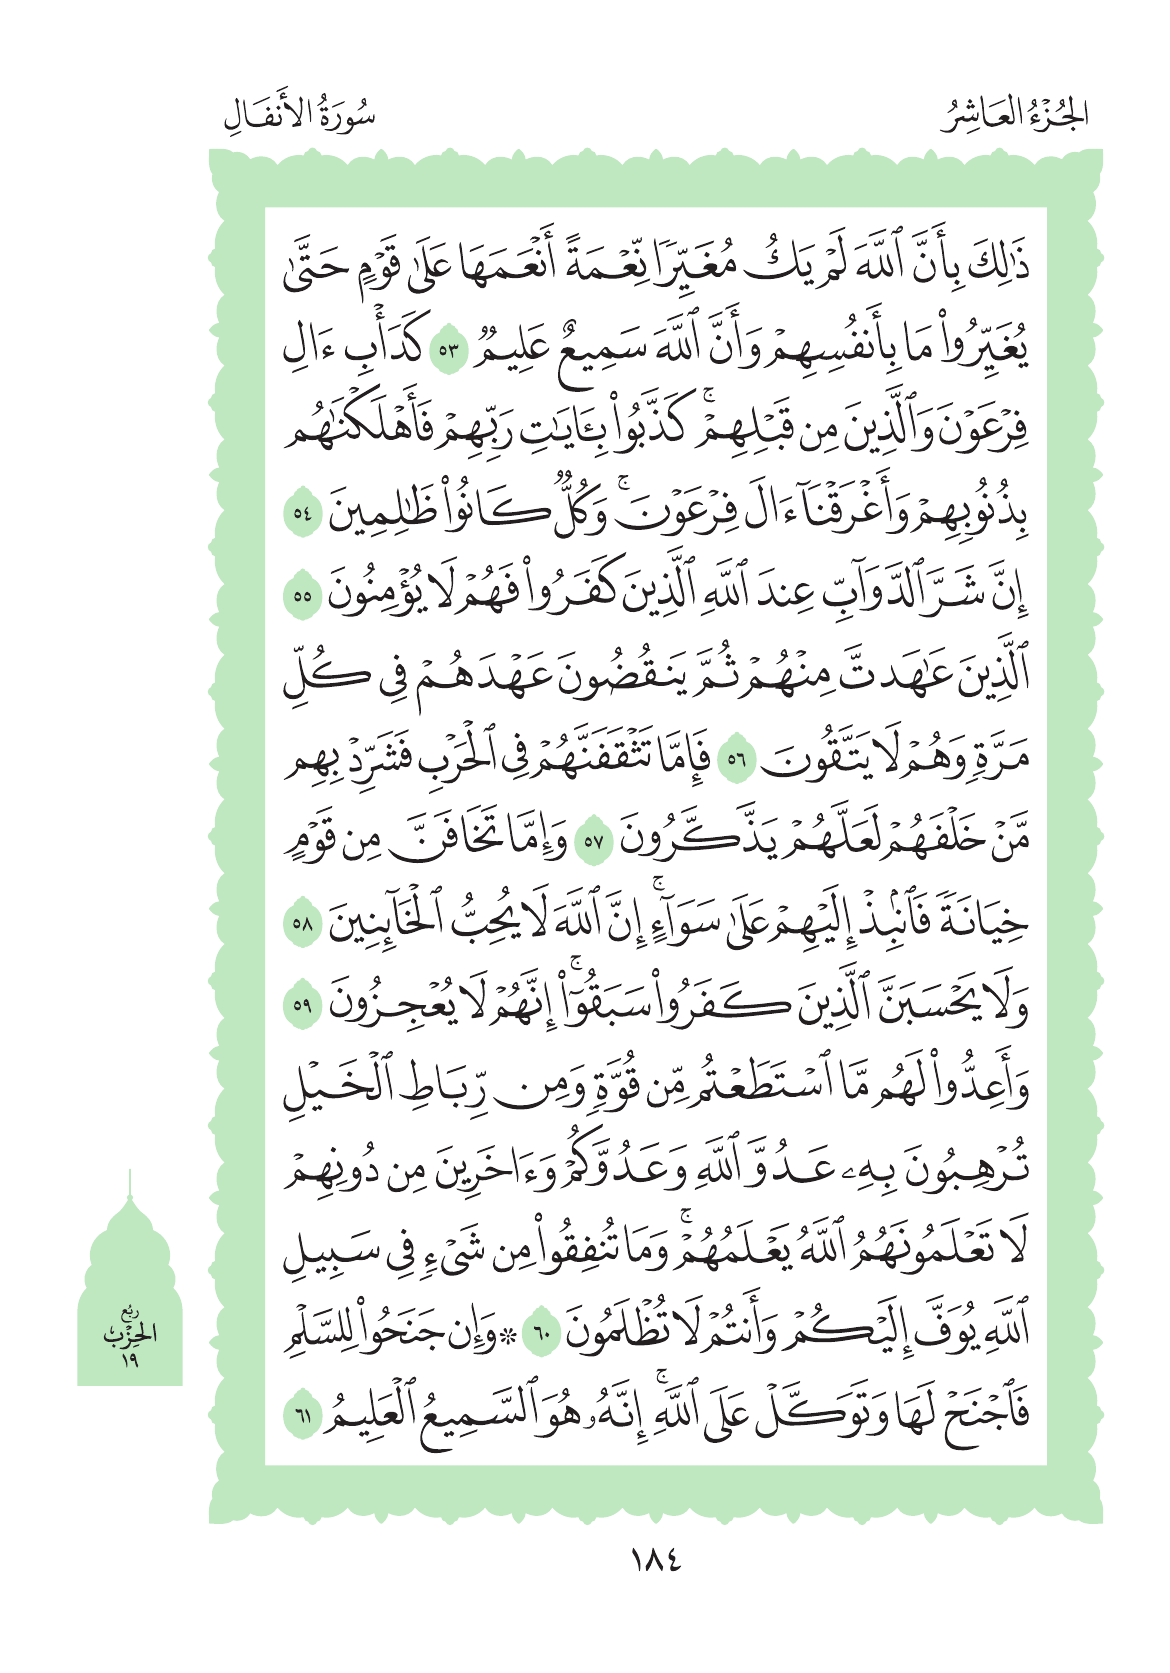 الجُزْءُ العَاشِرُ
سُورَةُ الأَنفَالِ
ذَٰلِكَ بِأَنَّ ٱللَّهَ لَمْ يَكُ مُغَيِّرًا نِّعْمَةً أَنْعَمَهَا عَلَىٰ قَوْمٍ حَتَّىٰ
يُغَيِّرُوا۟ مَا بِأَنفُسِهِمْ وَأَنَّ ٱللَّهَ سَمِيعٌ عَلِيمٌ ٥٣ كَدَأْبِ ءَالِ
فِرْعَوْنَ وَٱلَّذِينَ مِن قَبْلِهِمْ ۚ كَذَّبُوا۟ بِـَٔايَـٰتِ رَبِّهِمْ فَأَهْلَكْنَـٰهُم
بِذُنُوبِهِمْ وَأَغْرَقْنَآ ءَالَ فِرْعَوْنَ ۚ وَكُلٌّ كَانُوا۟ ظَـٰلِمِينَ ٥٤
إِنَّ شَرَّ ٱلدَّوَآبِّ عِندَ ٱللَّهِ ٱلَّذِينَ كَفَرُوا۟ فَهُمْ لَا يُؤْمِنُونَ ٥٥
ٱلَّذِينَ عَـٰهَدتَّ مِنْهُمْ ثُمَّ يَنقُضُونَ عَهْدَهُمْ فِى كُلِّ
مَرَّةٍ وَهُمْ لَا يَتَّقُونَ ٥٦ فَإِمَّا تَثْقَفَنَّهُمْ فِى ٱلْحَرْبِ فَشَرِّدْ بِهِم
مَّنْ خَلْفَهُمْ لَعَلَّهُمْ يَذَّكَّرُونَ ٥٧ وَإِمَّا تَخَافَنَّ مِن قَوْمٍ
خِيَانَةً فَٱنۢبِذْ إِلَيْهِمْ عَلَىٰ سَوَآءٍ ۚ إِنَّ ٱللَّهَ لَا يُحِبُّ ٱلْخَآئِنِينَ ٥٨
وَلَا يَحْسَبَنَّ ٱلَّذِينَ كَفَرُوا۟ سَبَقُوٓا۟ ۚ إِنَّهُمْ لَا يُعْجِزُونَ ٥٩
وَأَعِدُّوا۟ لَهُم مَّا ٱسْتَطَعْتُم مِّن قُوَّةٍ وَمِن رِّبَاطِ ٱلْخَيْلِ
تُرْهِبُونَ بِهِۦ عَدُوَّ ٱللَّهِ وَعَدُوَّكُمْ وَءَاخَرِينَ مِن دُونِهِمْ
لَا تَعْلَمُونَهُمُ ٱللَّهُ يَعْلَمُهُمْ ۚ وَمَا تُنفِقُوا۟ مِن شَىْءٍ فِى سَبِيلِ
ٱللَّهِ يُوَفَّ إِلَيْكُمْ وَأَنتُمْ لَا تُظْلَمُونَ ٦٠ ۞ وَإِن جَنَحُوا۟ لِلسَّلْمِ
فَٱجْنَحْ لَهَا وَتَوَكَّلْ عَلَى ٱللَّهِ ۚ إِنَّهُۥ هُوَ ٱلسَّمِيعُ ٱلْعَلِيمُ ٦١
رُبْع
الحِزْب
١٩
١٨٤